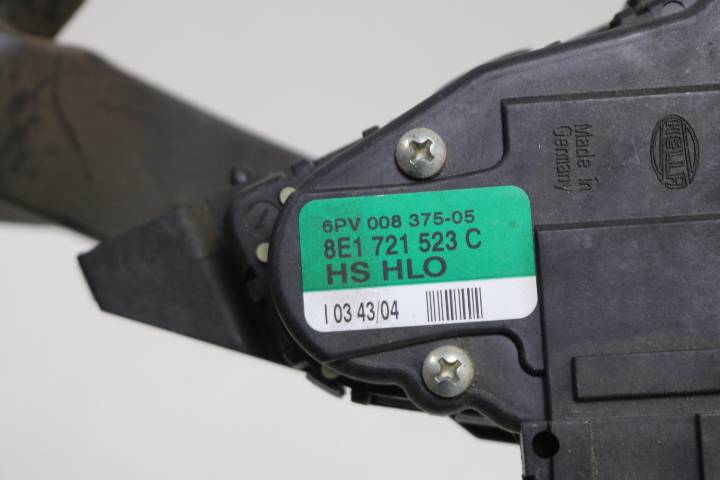 6PV 008 375-05
8E1 721 523 C
HS HLO
I 03 43/04
Made in
Germany
HELLA